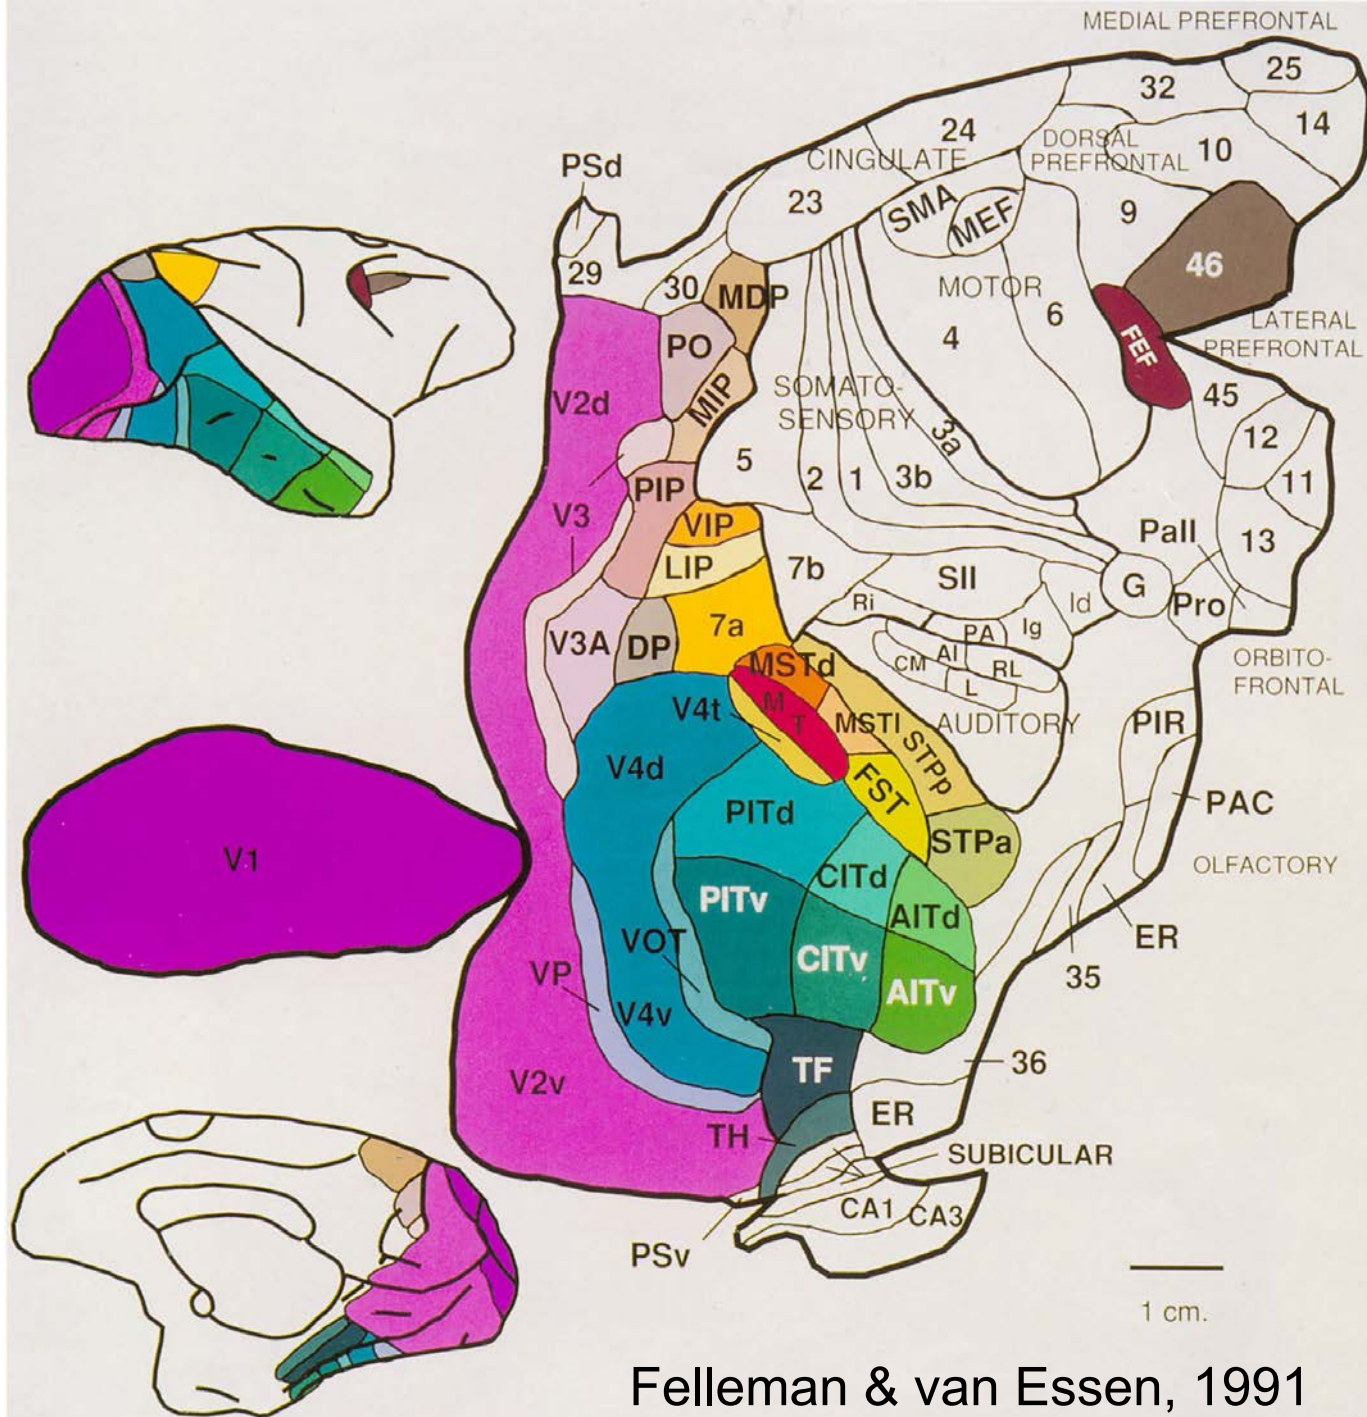 MEDIAL PREFRONTAL
25
32
14
24
DORSAL
PREFRONTAL
10
CINGULATE
PSd
23
SMA
MEF
9
46
29
30
MDP
MOTOR
6
4
FEF
LATERAL
PREFRONTAL
PO
V2d
MIP
SOMATO-
SENSORY
3a
45
12
11
5
2
1
3b
PIP
V3
VIP
LIP
7b
SII
Pall
13
G
Pro
Ri
Id
Ig
PA
AI
CM
RL
L
V3A
DP
7a
MSTd
ORBITO-
FRONTAL
V4t
M
T
MSTl
STPp
AUDITORY
PIR
V4d
FST
PITd
PAC
STPa
V1
CITd
OLFACTORY
PITv
AITd
VOT
CITv
ER
VP
AITv
35
V4v
TF
36
V2v
ER
TH
SUBICULAR
CA1
CA3
PSv
1 cm.
Felleman & van Essen, 1991